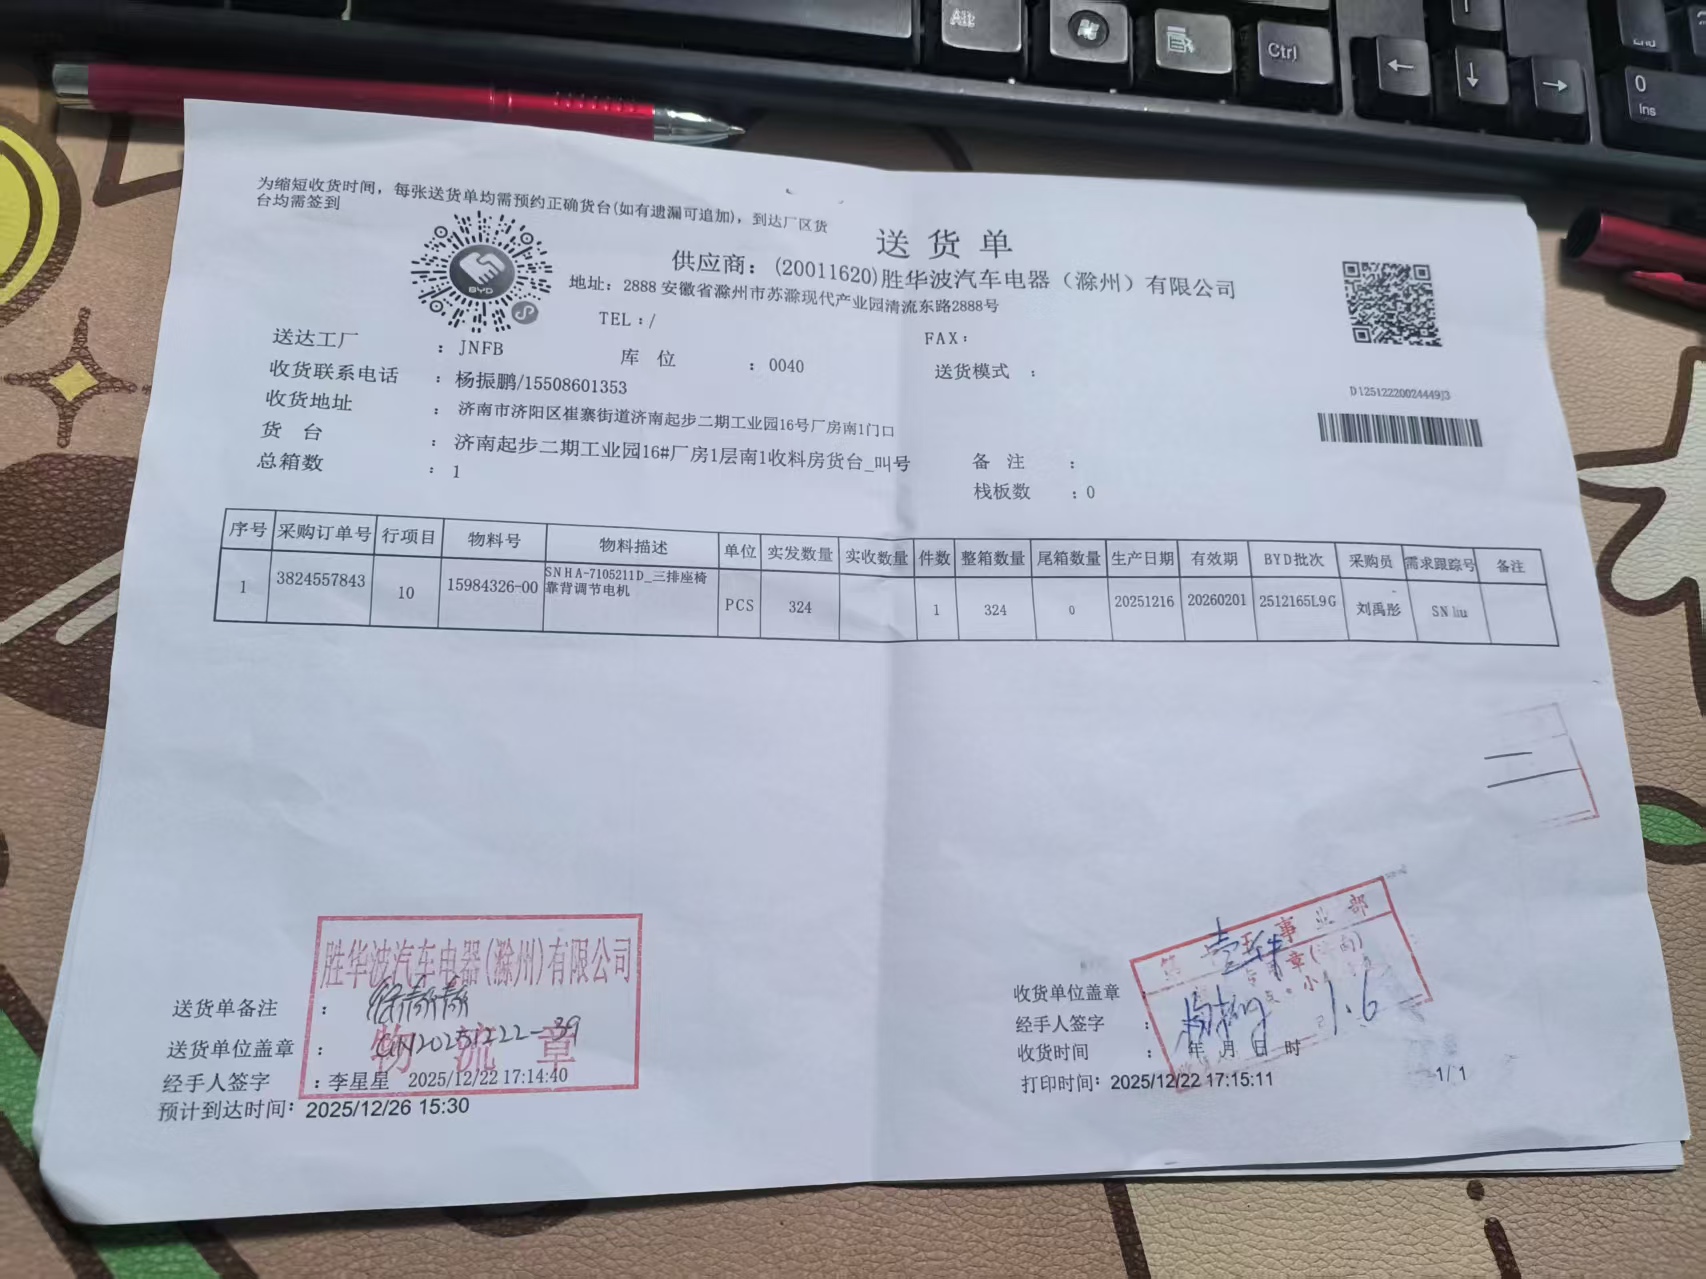 Alt
Ctrl
←
↓
→
End
0
Ins
为缩短收货时间，每张送货单均需预约正确货台(如有遗漏可追加)，到达厂区货
台均需签到
BYD
送货单
供应商：(20011620)胜华波汽车电器（滁州）有限公司
地址：2888 安徽省滁州市苏滁现代产业园清流东路2888号
TEL：/
FAX：
送达工厂 ：JNFB 库 位 ：0040 送货模式 ：
收货联系电话 ：杨振鹏/15508601353
收货地址 ：济南市济阳区崔寨街道济南起步二期工业园16号厂房南1门口
货 台 ：济南起步二期工业园16#厂房1层南1收料房货台_叫号 备 注 ：
总箱数 ：1 栈板数 ：0
D12512220024449J3
序号 采购订单号 行项目 物料号 物料描述 单位 实发数量 实收数量 件数 整箱数量 尾箱数量 生产日期 有效期 BYD批次 采购员 需求跟踪号 备注
1 3824557843 10 15984326-00 SNHA-7105211D_三排座椅 PCS 324 1 324 0 20251216 20260201 2512165L9G 刘禹彤 SN liu
靠背调节电机
胜华波汽车电器(滁州)有限公司
物流章
送货单备注 ：
送货单位盖章 ：GN20251222-39
经手人签字 ：李星星 2025/12/22 17:14:40
预计到达时间：2025/12/26 15:30
事业部
章(济南)
收货单位盖章 ：
经手人签字 ：1.6
收货时间 ：年 月 日 时
打印时间：2025/12/22 17:15:11
1/1